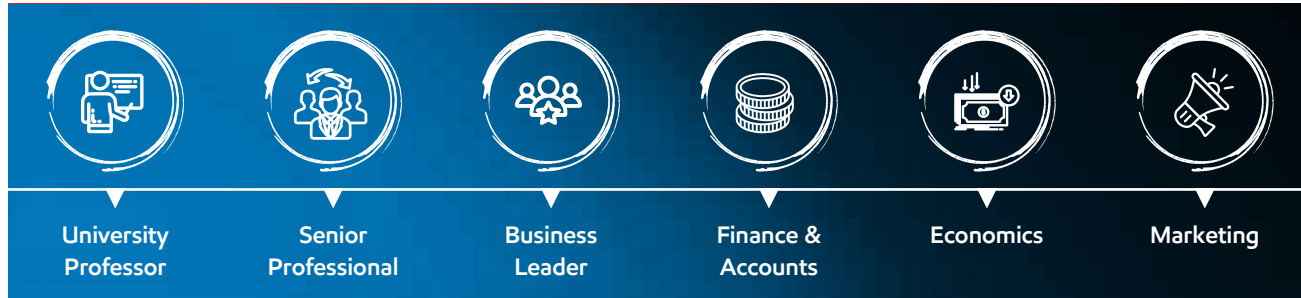 University
Professor
Senior
Professional
Business
Leader
Finance &
Accounts
Economics
Marketing